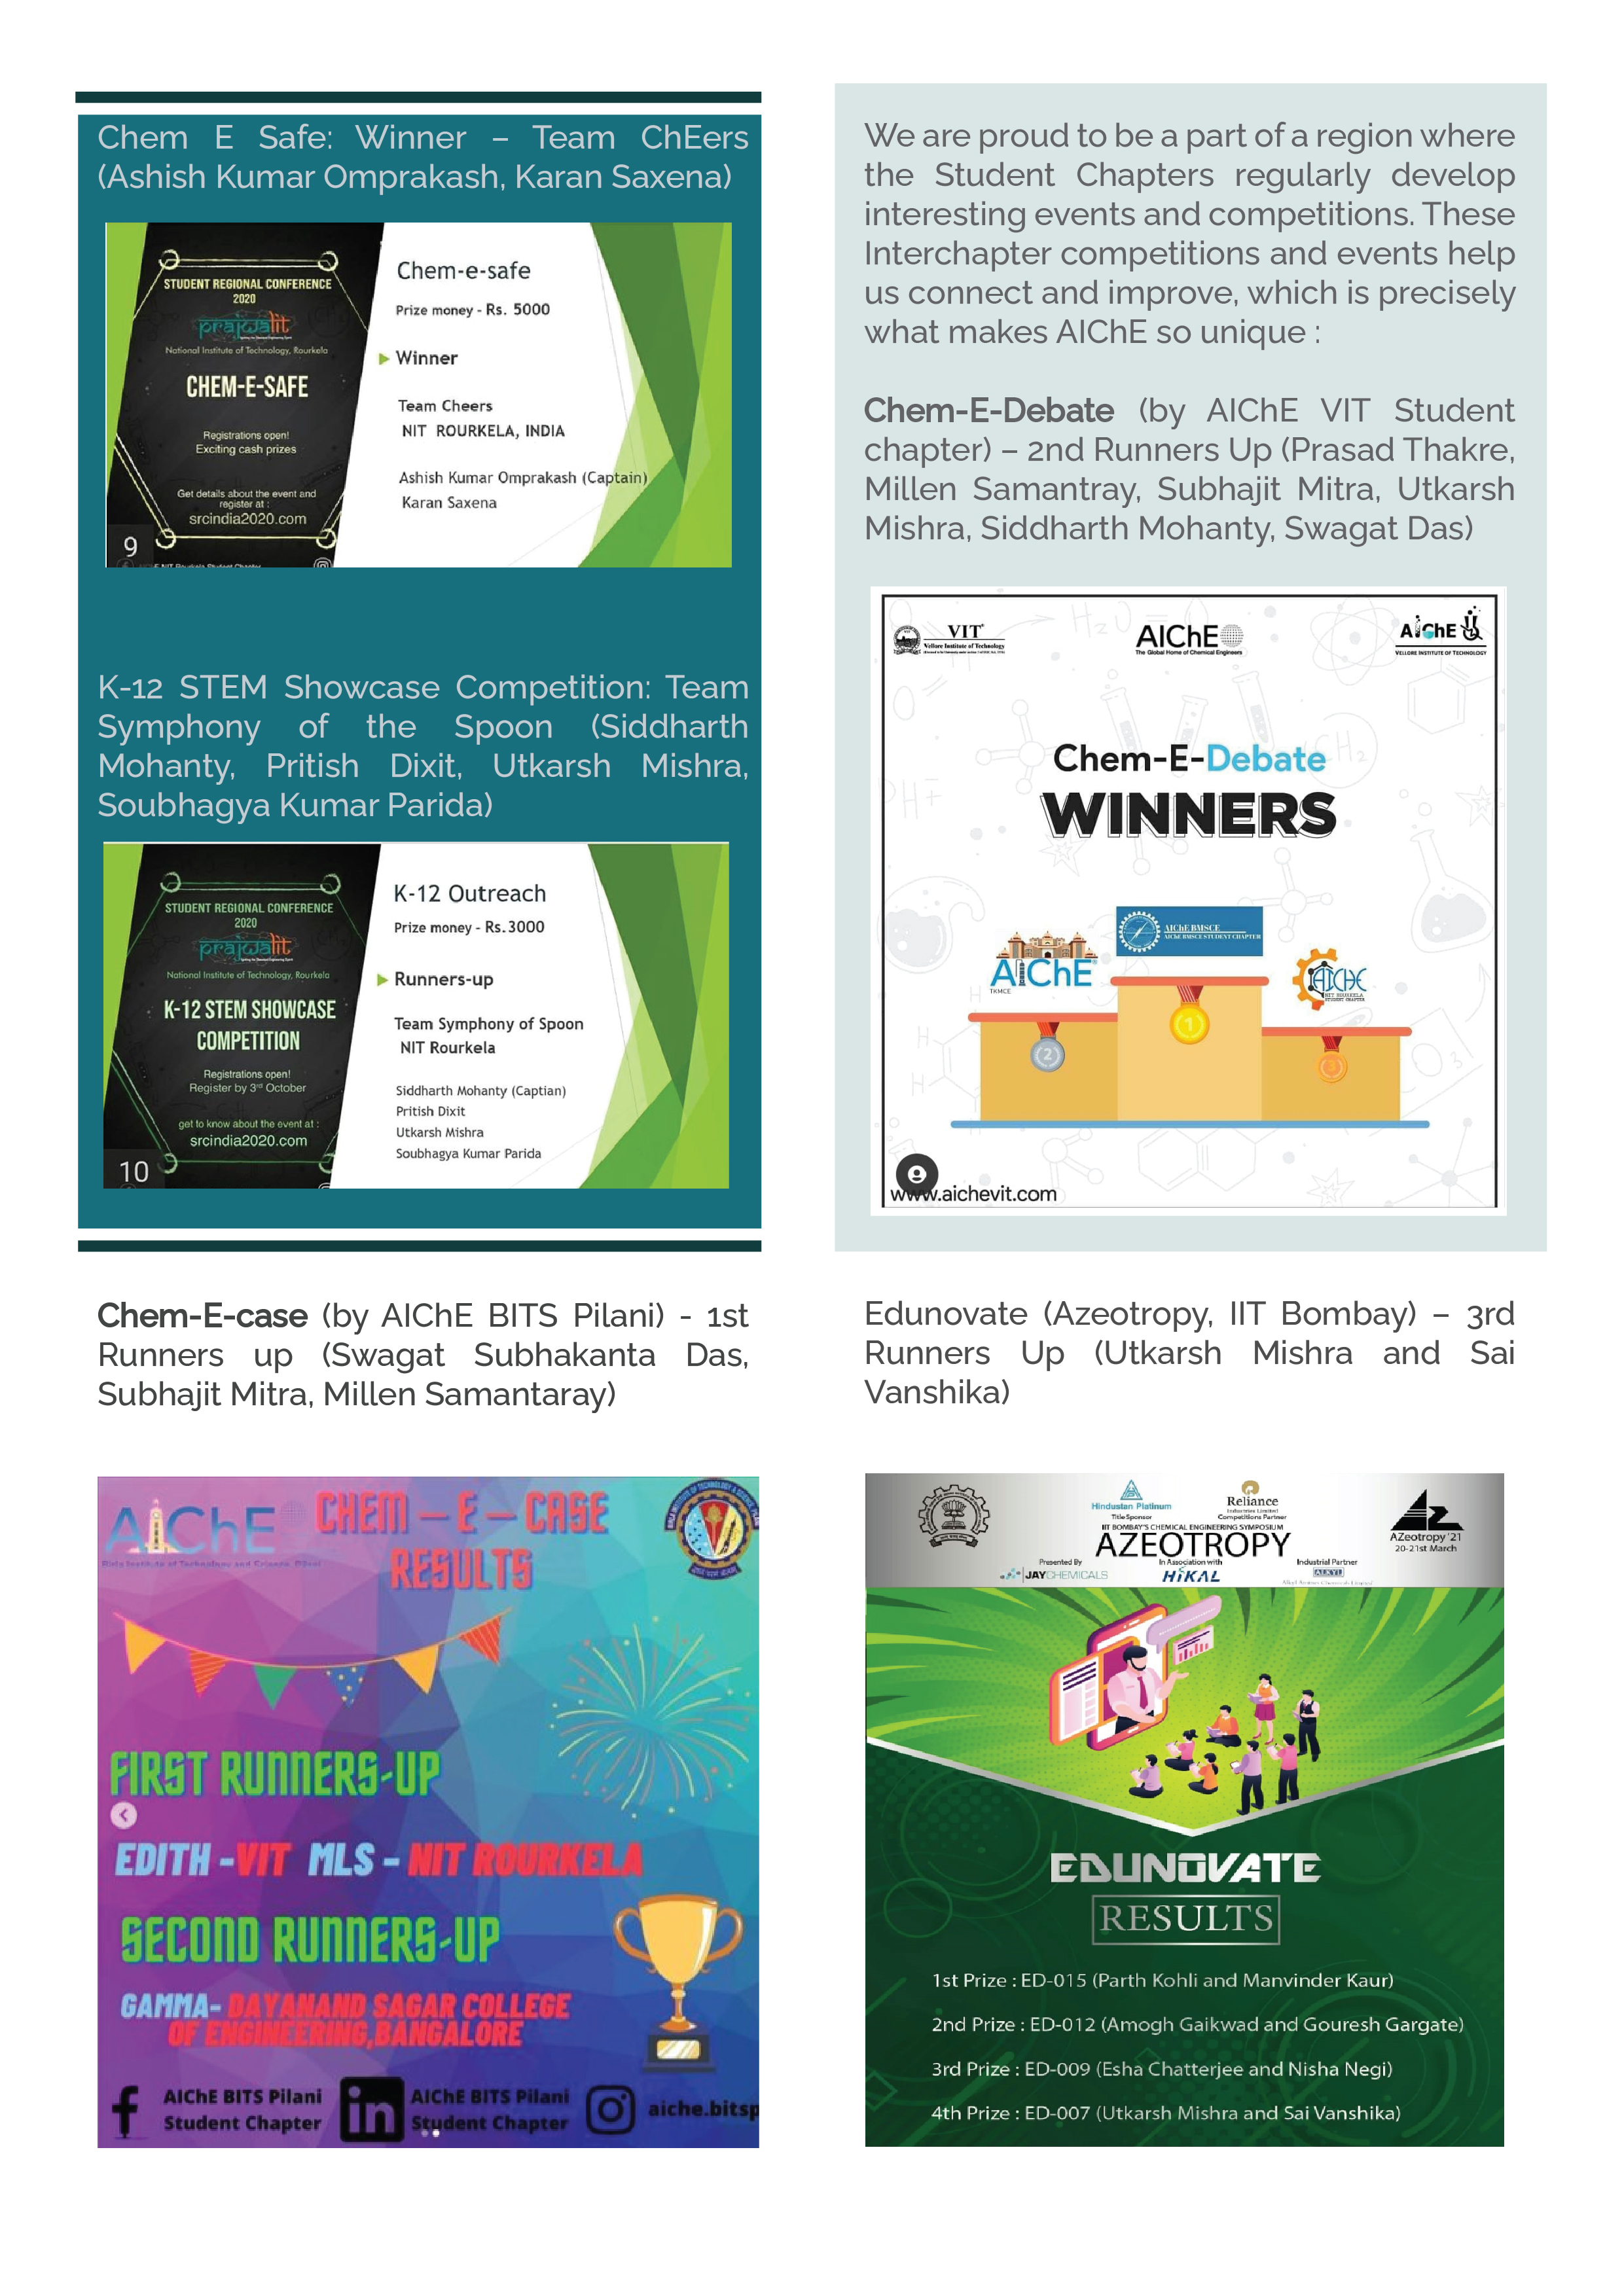 Chem E Safe: Winner – Team ChEers
(Ashish Kumar Omprakash, Karan Saxena)
STUDENT REGIONAL CONFERENCE
2020
prajwalit
National Institute of Technology, Rourkela
CHEM-E-SAFE
Registrations open!
Exciting cash prizes
Get details about the event and
register at :
srcindia2020.com
9
Chem-e-safe
Prize money - Rs. 5000
Winner
Team Cheers
NIT ROURKELA, INDIA
Ashish Kumar Omprakash (Captain)
Karan Saxena
K-12 STEM Showcase Competition: Team
Symphony of the Spoon (Siddharth
Mohanty, Pritish Dixit, Utkarsh Mishra,
Soubhagya Kumar Parida)
STUDENT REGIONAL CONFERENCE
2020
prajwalit
National Institute of Technology, Rourkela
K-12 STEM SHOWCASE
COMPETITION
Registrations open!
Register by 3rd October
get to know about the event at :
srcindia2020.com
10
K-12 Outreach
Prize money - Rs.3000
Runners-up
Team Symphony of Spoon
NIT Rourkela
Siddharth Mohanty (Captian)
Pritish Dixit
Utkarsh Mishra
Soubhagya Kumar Parida
We are proud to be a part of a region where
the Student Chapters regularly develop
interesting events and competitions. These
Interchapter competitions and events help
us connect and improve, which is precisely
what makes AIChE so unique :
Chem-E-Debate (by AIChE VIT Student
chapter) – 2nd Runners Up (Prasad Thakre,
Millen Samantray, Subhajit Mitra, Utkarsh
Mishra, Siddharth Mohanty, Swagat Das)
VIT
Vellore Institute of Technology
AIChE
The Global Home of Chemical Engineers
AIChE
VELLORE INSTITUTE OF TECHNOLOGY
Chem-E-Debate
WINNERS
AIChE BMSCE
AIChE BMSCE STUDENT CHAPTER
AIChE
TKMCE
AIChE
NIT ROURKELA
STUDENT CHAPTER
1
2
3
www.aichevit.com
Chem-E-case (by AIChE BITS Pilani) - 1st
Runners up (Swagat Subhakanta Das,
Subhajit Mitra, Millen Samantaray)
AIChE
Birla Institute of Technology and Science, Pilani
CHEM – E – CASE
RESULTS
FIRST RUNNERS-UP
EDITH -VIT MLS - NIT ROURKELA
SECOND RUNNERS-UP
GAMMA- DAYANAND SAGAR COLLEGE
OF ENGINEERING,BANGALORE
AIChE BITS Pilani
Student Chapter
AIChE BITS Pilani
Student Chapter
aiche.bitsp
Edunovate (Azeotropy, IIT Bombay) – 3rd
Runners Up (Utkarsh Mishra and Sai
Vanshika)
Hindustan Platinum
Title Sponsor
Reliance
Industries Limited
Competitions Partner
IIT BOMBAY'S CHEMICAL ENGINEERING SYMPOSIUM
AZEOTROPY
Presented By
JAYCHEMICALS
In Association with
HIKAL
Industrial Partner
ALKYL
AZeotropy '21
20-21st March
EDUNOVATE
RESULTS
1st Prize : ED-015 (Parth Kohli and Manvinder Kaur)
2nd Prize : ED-012 (Amogh Gaikwad and Gouresh Gargate)
3rd Prize : ED-009 (Esha Chatterjee and Nisha Negi)
4th Prize : ED-007 (Utkarsh Mishra and Sai Vanshika)